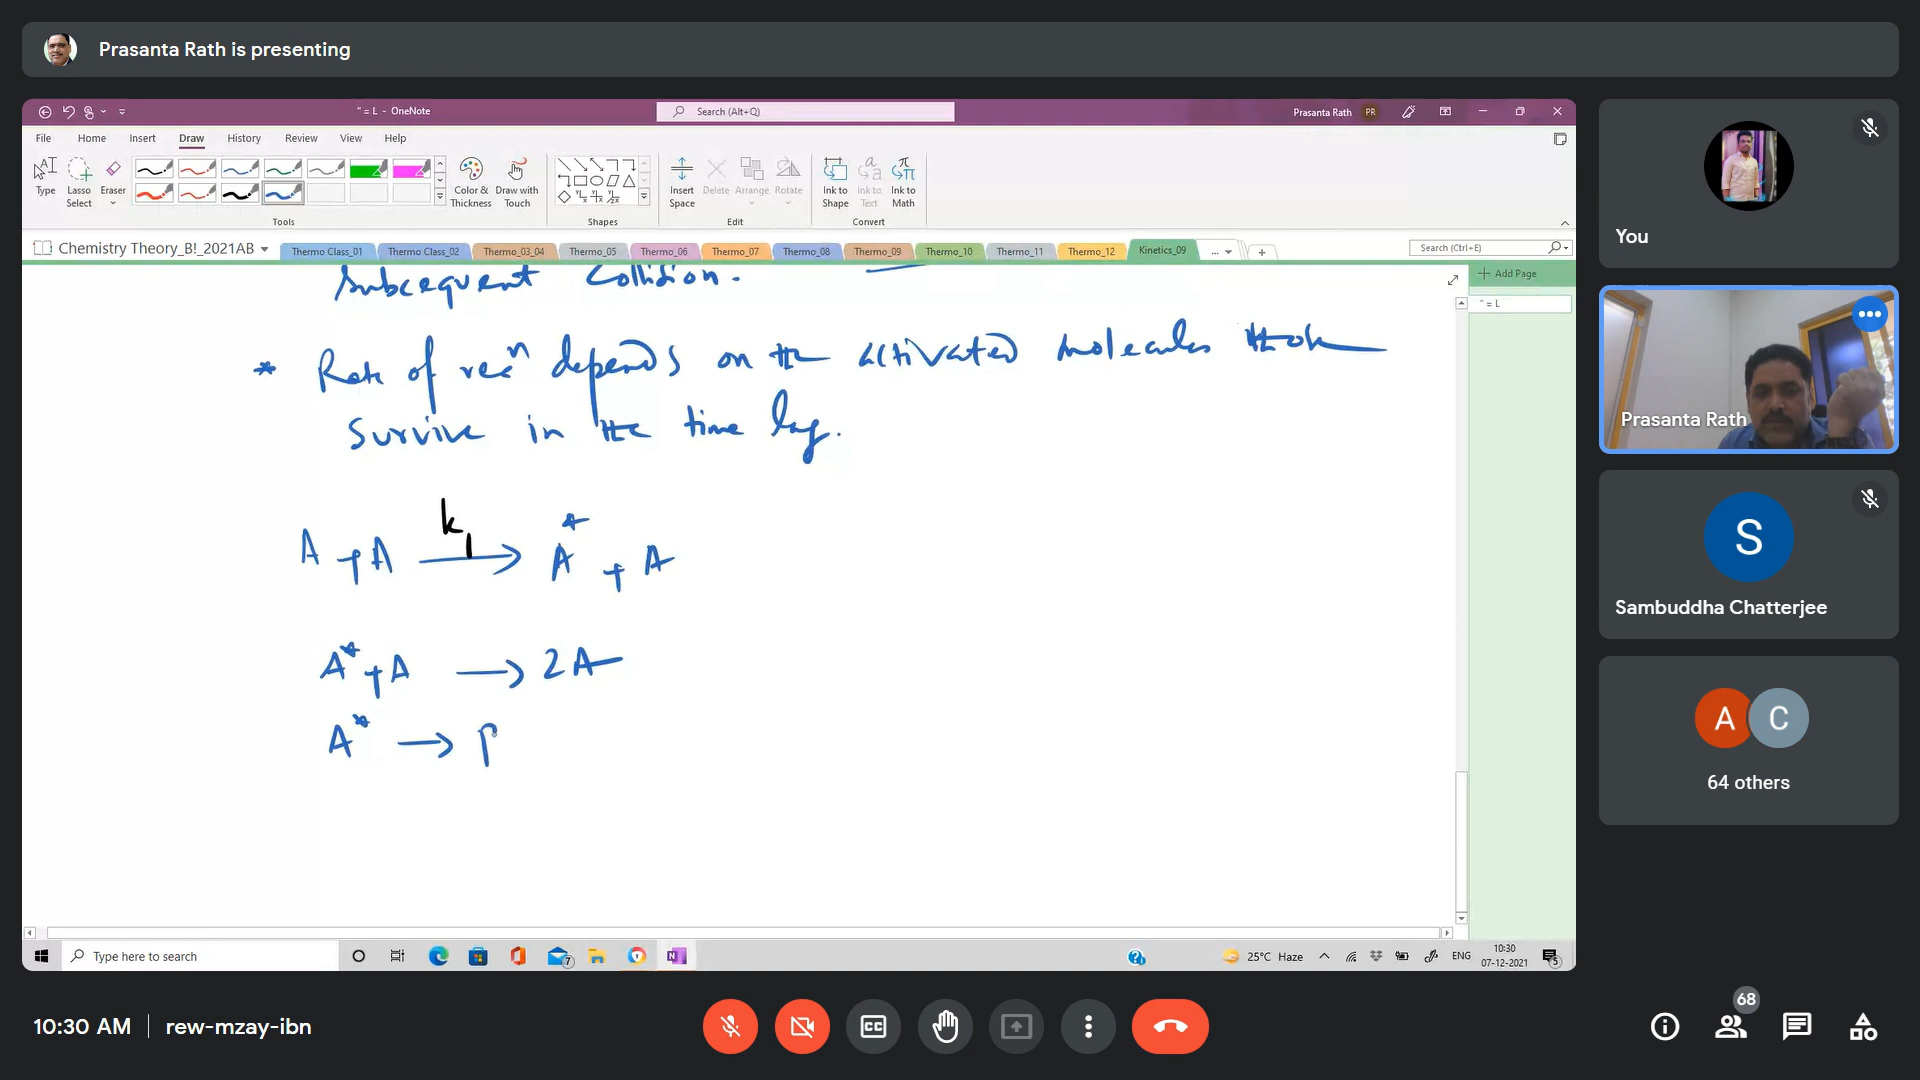 Prasanta Rath is presenting
" = L - OneNote
Search (Alt+Q)
Prasanta Rath PR
File Home Insert Draw History Review View Help
Type
Lasso Select
Eraser
Color & Thickness
Draw with Touch
Insert Space
Delete
Arrange
Rotate
Ink to Shape
Ink to Text
Ink to Math
Tools
Shapes
Edit
Convert
Chemistry Theory_B!_2021AB
Thermo Class_01 Thermo Class_02 Thermo_03_04 Thermo_05 Thermo_06 Thermo_07 Thermo_08 Thermo_09 Thermo_10 Thermo_11 Thermo_12 Kinetics_09 ...
Search (Ctrl+E)
Add Page
" = L
Subsequent Collision.
* Rate of reacⁿ depends on the activated molecules
survive in the time lag.
A + A →k₁ A* + A
A* + A → 2A
A* → P
Type here to search
7
25°C Haze
ENG
10:30
07-12-2021
5
You
Prasanta Rath
S
Sambuddha Chatterjee
A C
64 others
10:30 AM | rew-mzay-ibn
CC
68